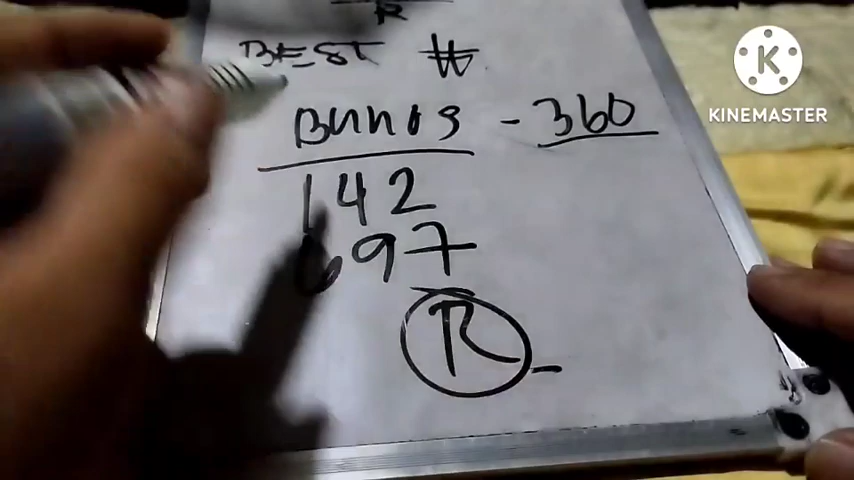 R
BEST W
Bunos - 360
142
697
R -
K
KINEMASTER